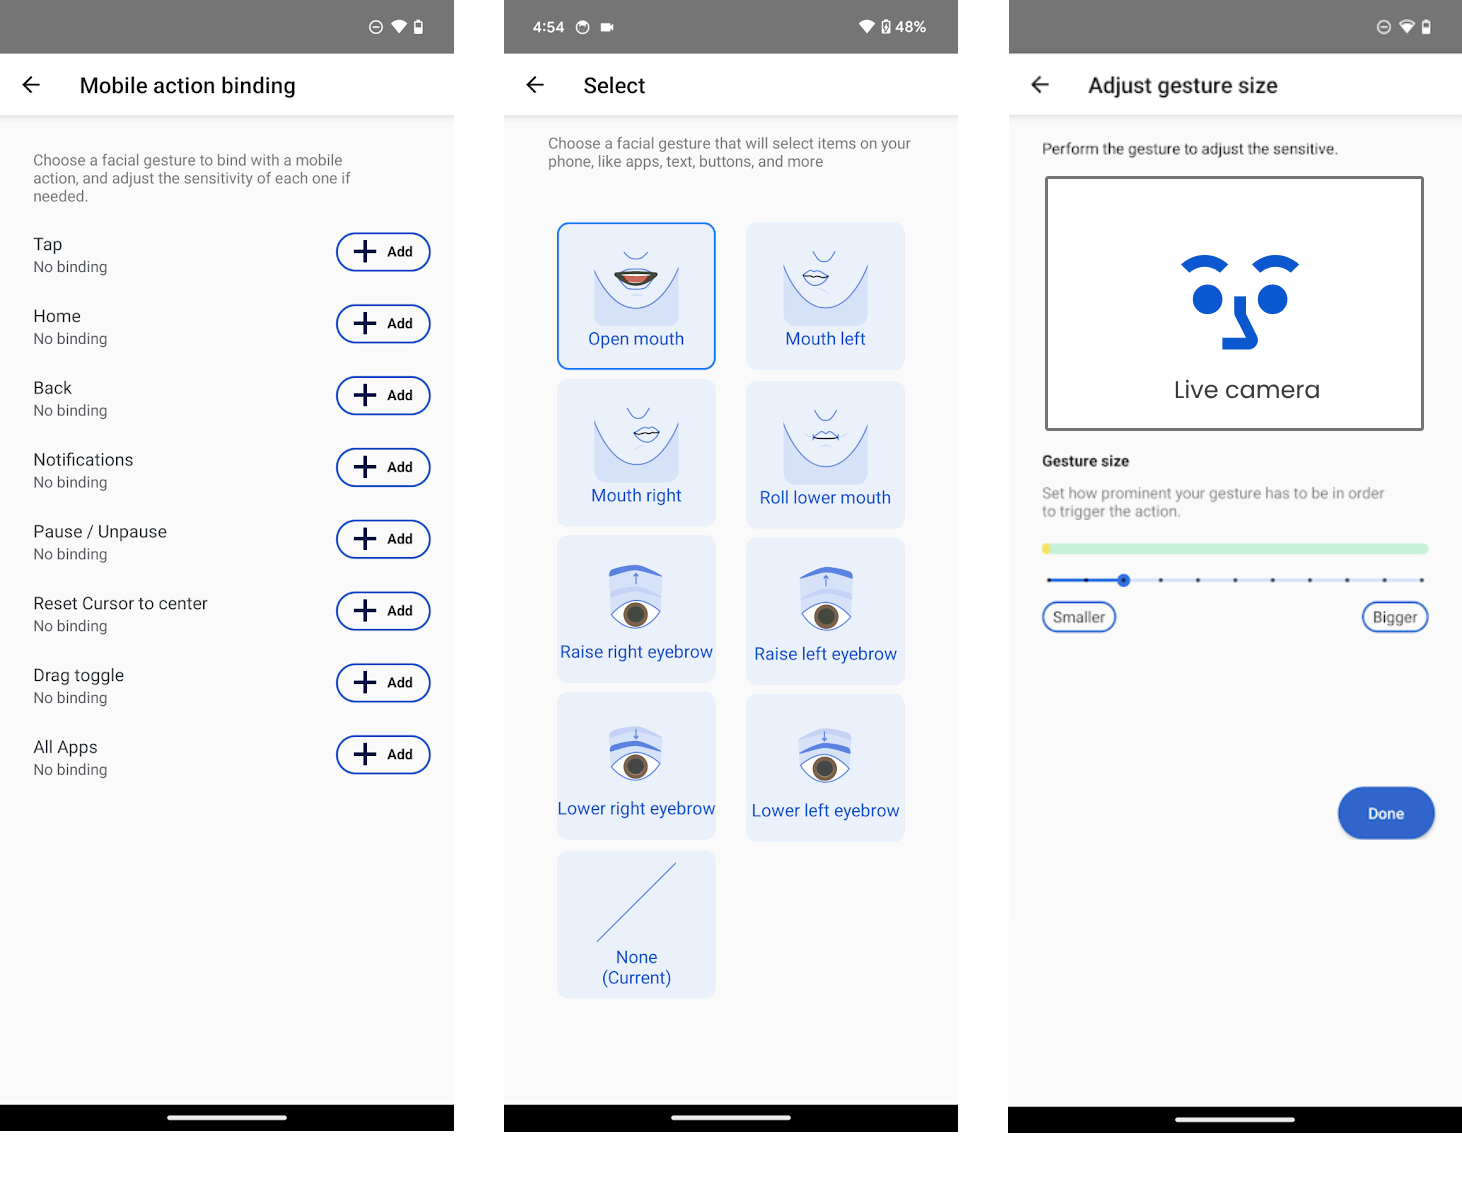 Mobile action binding
Choose a facial gesture to bind with a mobile
action, and adjust the sensitivity of each one if
needed.
Tap
No binding
Add
Home
No binding
Add
Back
No binding
Add
Notifications
No binding
Add
Pause / Unpause
No binding
Add
Reset Cursor to center
No binding
Add
Drag toggle
No binding
Add
All Apps
No binding
Add
4:54
48%
Select
Choose a facial gesture that will select items on your
phone, like apps, text, buttons, and more
Open mouth
Mouth left
Mouth right
Roll lower mouth
Raise right eyebrow
Raise left eyebrow
Lower right eyebrow
Lower left eyebrow
None
(Current)
Adjust gesture size
Perform the gesture to adjust the sensitive.
Live camera
Gesture size
Set how prominent your gesture has to be in order
to trigger the action.
Smaller
Bigger
Done